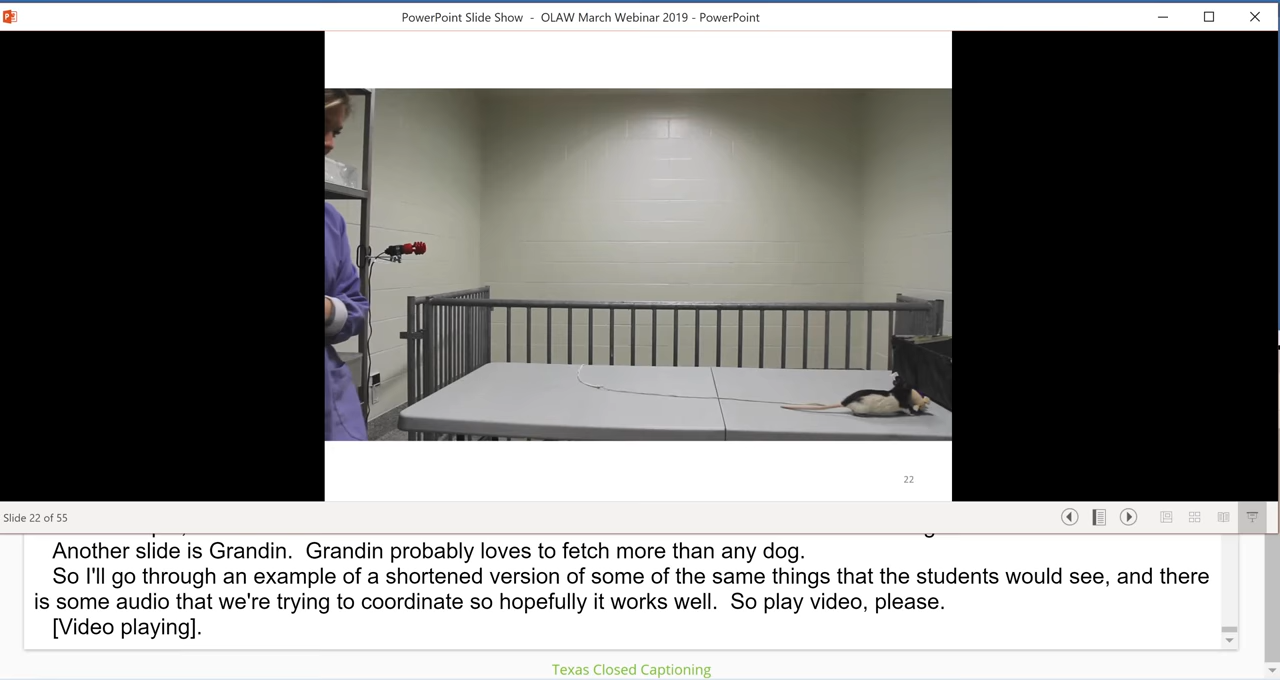 PowerPoint Slide Show - OLAW March Webinar 2019 - PowerPoint
22
Slide 22 of 55
Another slide is Grandin. Grandin probably loves to fetch more than any dog.
So I'll go through an example of a shortened version of some of the same things that the students would see, and there
is some audio that we're trying to coordinate so hopefully it works well. So play video, please.
[Video playing].
Texas Closed Captioning